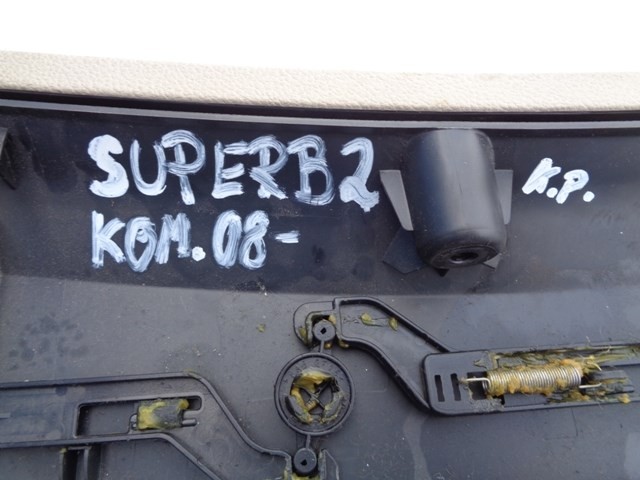 SUPERB2 K.P.
KOM. 08-